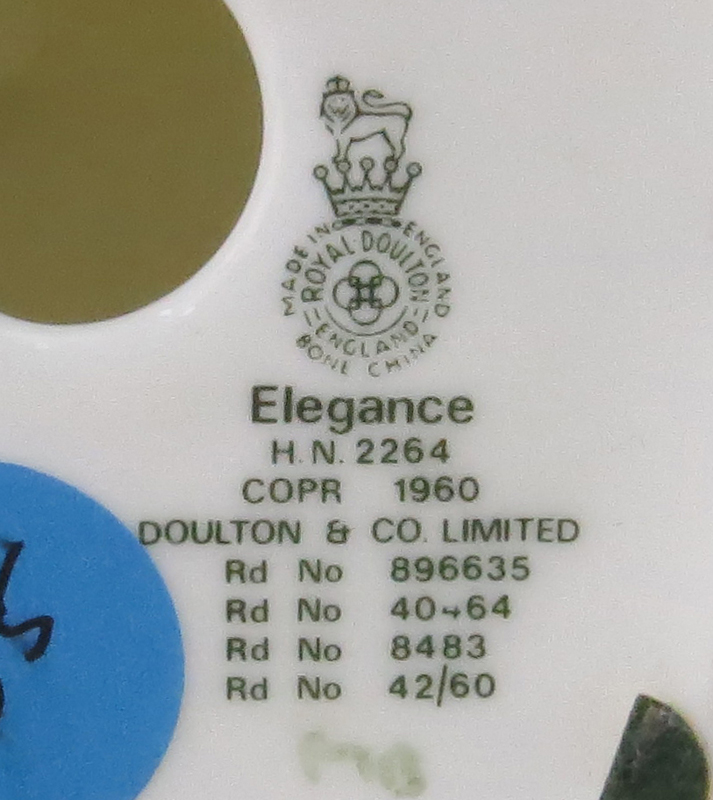 MADE IN ENGLAND
ROYAL DOULTON
ENGLAND
BONE CHINA
Elegance
H.N. 2264
COPR 1960
DOULTON & CO. LIMITED
Rd No 896635
Rd No 40464
Rd No 8483
Rd No 42/60